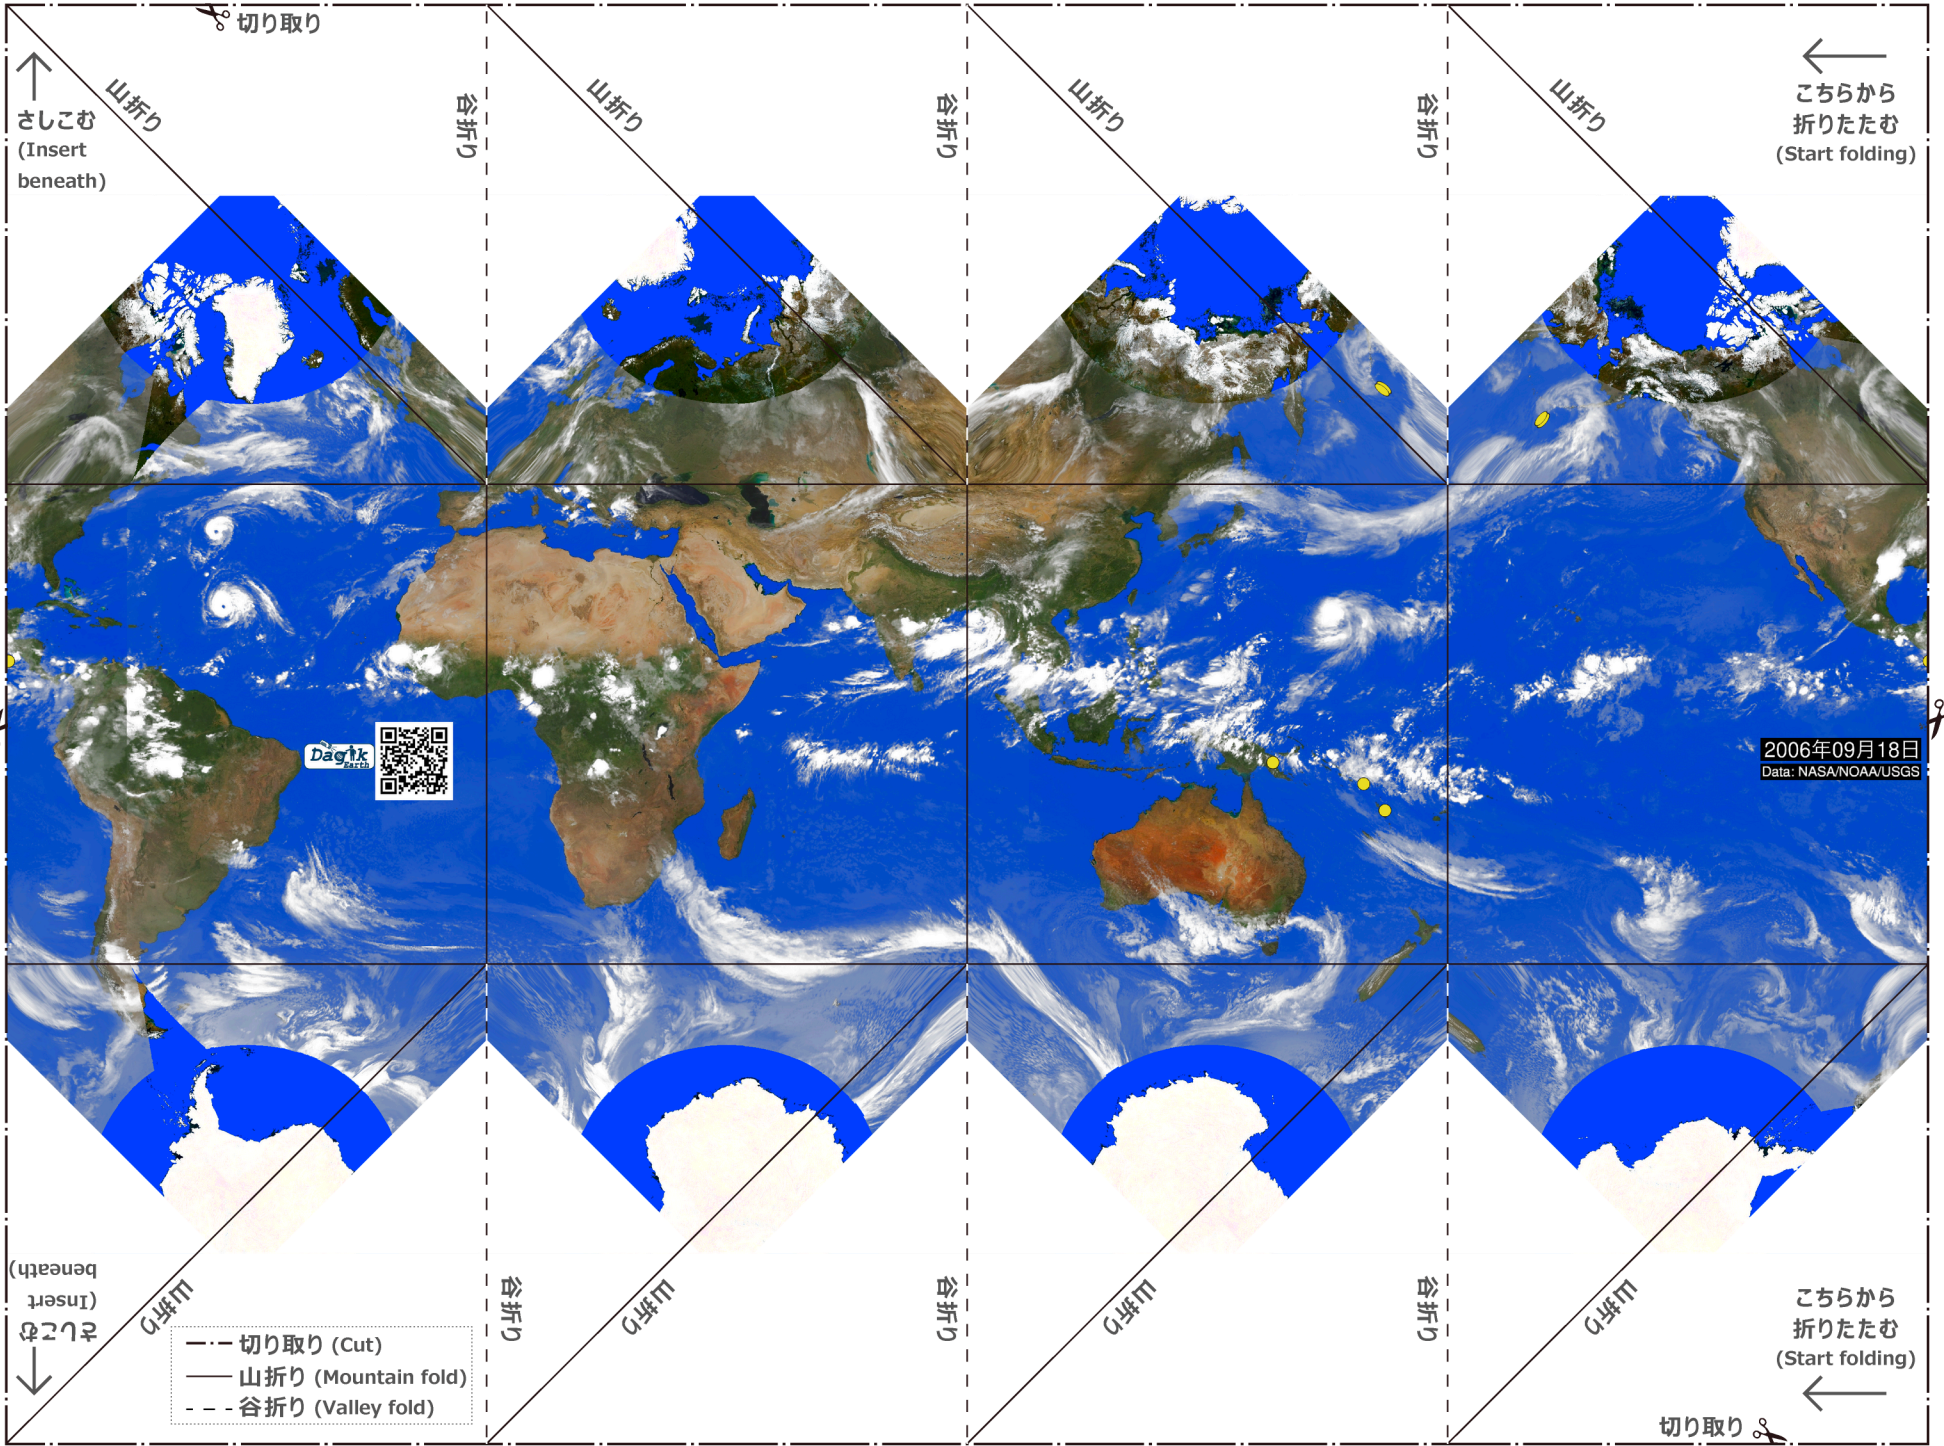 切り取り
さしこむ
(Insert
beneath)
山折り
谷折り
山折り
谷折り
山折り
谷折り
山折り
こちらから
折りたたむ
(Start folding)
Dagik
Earth
2006年09月18日
Data: NASA/NOAA/USGS
さしこむ
(Insert
beneath)
山折り
谷折り
山折り
谷折り
山折り
谷折り
山折り
こちらから
折りたたむ
(Start folding)
切り取り (Cut)
山折り (Mountain fold)
谷折り (Valley fold)
切り取り